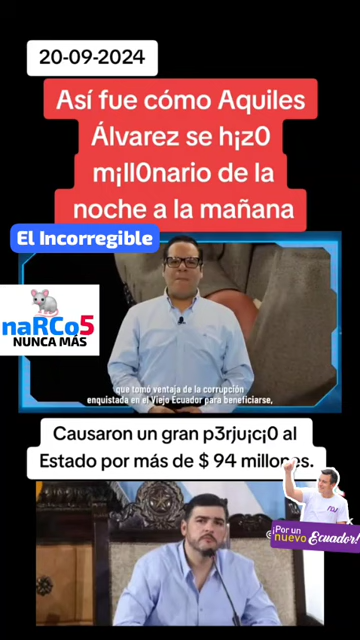 20-09-2024
Así fue cómo Aquiles
Álvarez se h¡z0
m¡ll0nario de la
noche a la mañana
El Incorregible
naRCo5
NUNCA MÁS
que tomó ventaja de la corrupción
enquistada en el Viejo Ecuador para beneficiarse,
Causaron un gran p3rju¡c¡0 al
Estado por más de $ 94 millones.
¡Por un
nuevo Ecuador!